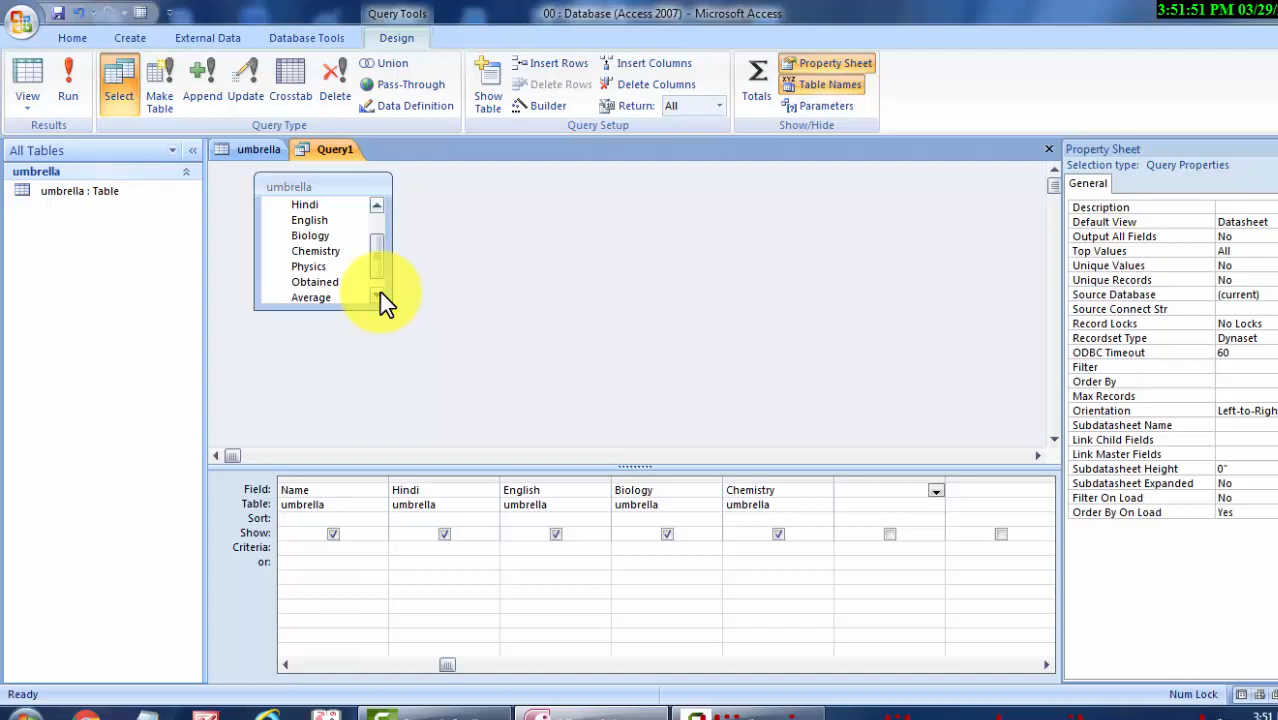 3:51:51 PM 03/29/
Query Tools
00 : Database (Access 2007) - Microsoft Access
Home
Create
External Data
Database Tools
Design
View
Run
Results
Select
Make Table
Append
Update
Crosstab
Delete
Union
Pass-Through
Data Definition
Query Type
Show Table
Insert Rows
Delete Rows
Builder
Insert Columns
Delete Columns
Return: All
Query Setup
Totals
Property Sheet
Table Names
Parameters
Show/Hide
All Tables
umbrella
umbrella : Table
umbrella
Query1
umbrella
Hindi
English
Biology
Chemistry
Physics
Obtained
Average
Field: Name Hindi English Biology Chemistry
Table: umbrella umbrella umbrella umbrella umbrella
Sort:
Show:
Criteria:
or:
Property Sheet
Selection type: Query Properties
General
Description
Default View Datasheet
Output All Fields No
Top Values All
Unique Values No
Unique Records No
Source Database (current)
Source Connect Str
Record Locks No Locks
Recordset Type Dynaset
ODBC Timeout 60
Filter
Order By
Max Records
Orientation Left-to-Righ
Subdatasheet Name
Link Child Fields
Link Master Fields
Subdatasheet Height 0"
Subdatasheet Expanded No
Filter On Load No
Order By On Load Yes
Ready
Num Lock
3:51